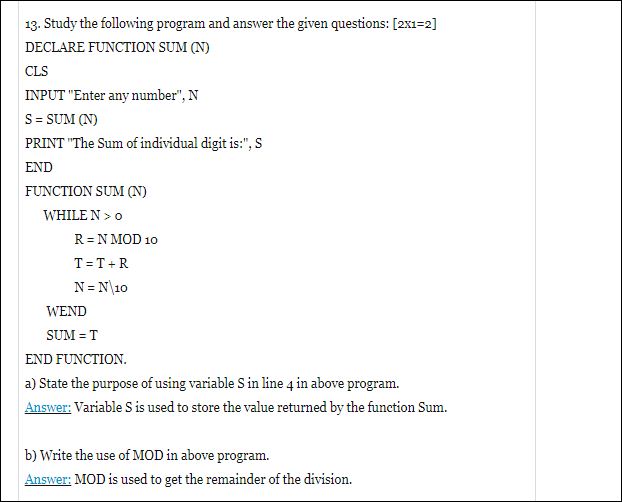 13. Study the following program and answer the given questions: [2x1=2]
DECLARE FUNCTION SUM (N)
CLS
INPUT "Enter any number", N
S = SUM (N)
PRINT "The Sum of individual digit is:", S
END
FUNCTION SUM (N)
WHILE N > 0
R = N MOD 10
T = T + R
N = N\10
WEND
SUM = T
END FUNCTION.
a) State the purpose of using variable S in line 4 in above program.
Answer: Variable S is used to store the value returned by the function Sum.
b) Write the use of MOD in above program.
Answer: MOD is used to get the remainder of the division.